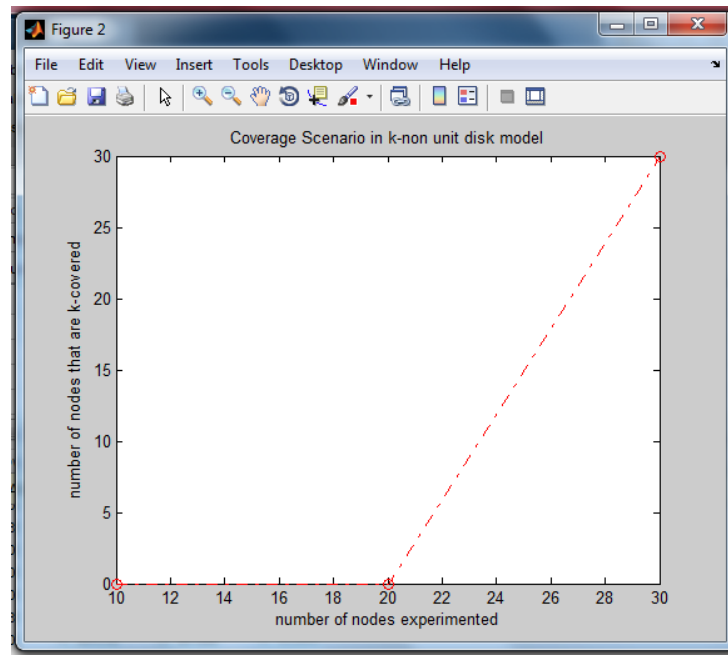 Figure 2
File Edit View Insert Tools Desktop Window Help
Coverage Scenario in k-non unit disk model
number of nodes that are k-covered
30
25
20
15
10
5
0
10 12 14 16 18 20 22 24 26 28 30
number of nodes experimented